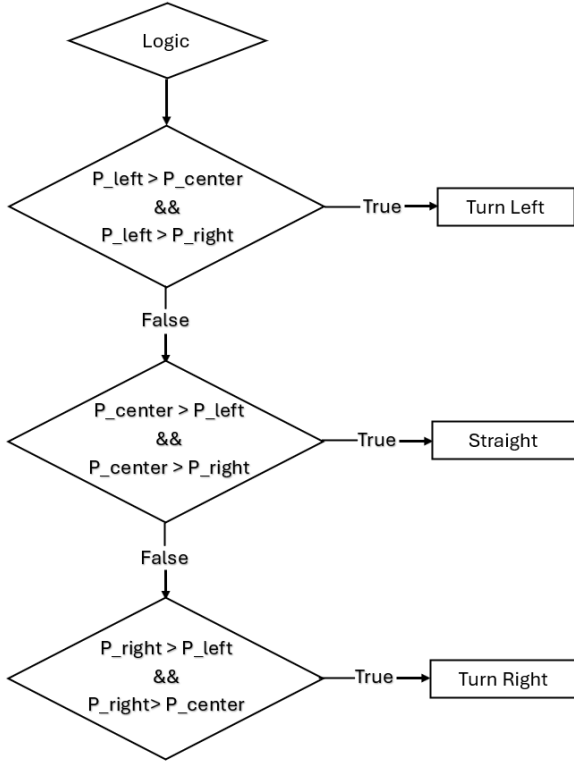 Logic
P_left > P_center
&&
P_left > P_right
True
Turn Left
False
P_center > P_left
&&
P_center > P_right
True
Straight
False
P_right > P_left
&&
P_right> P_center
True
Turn Right